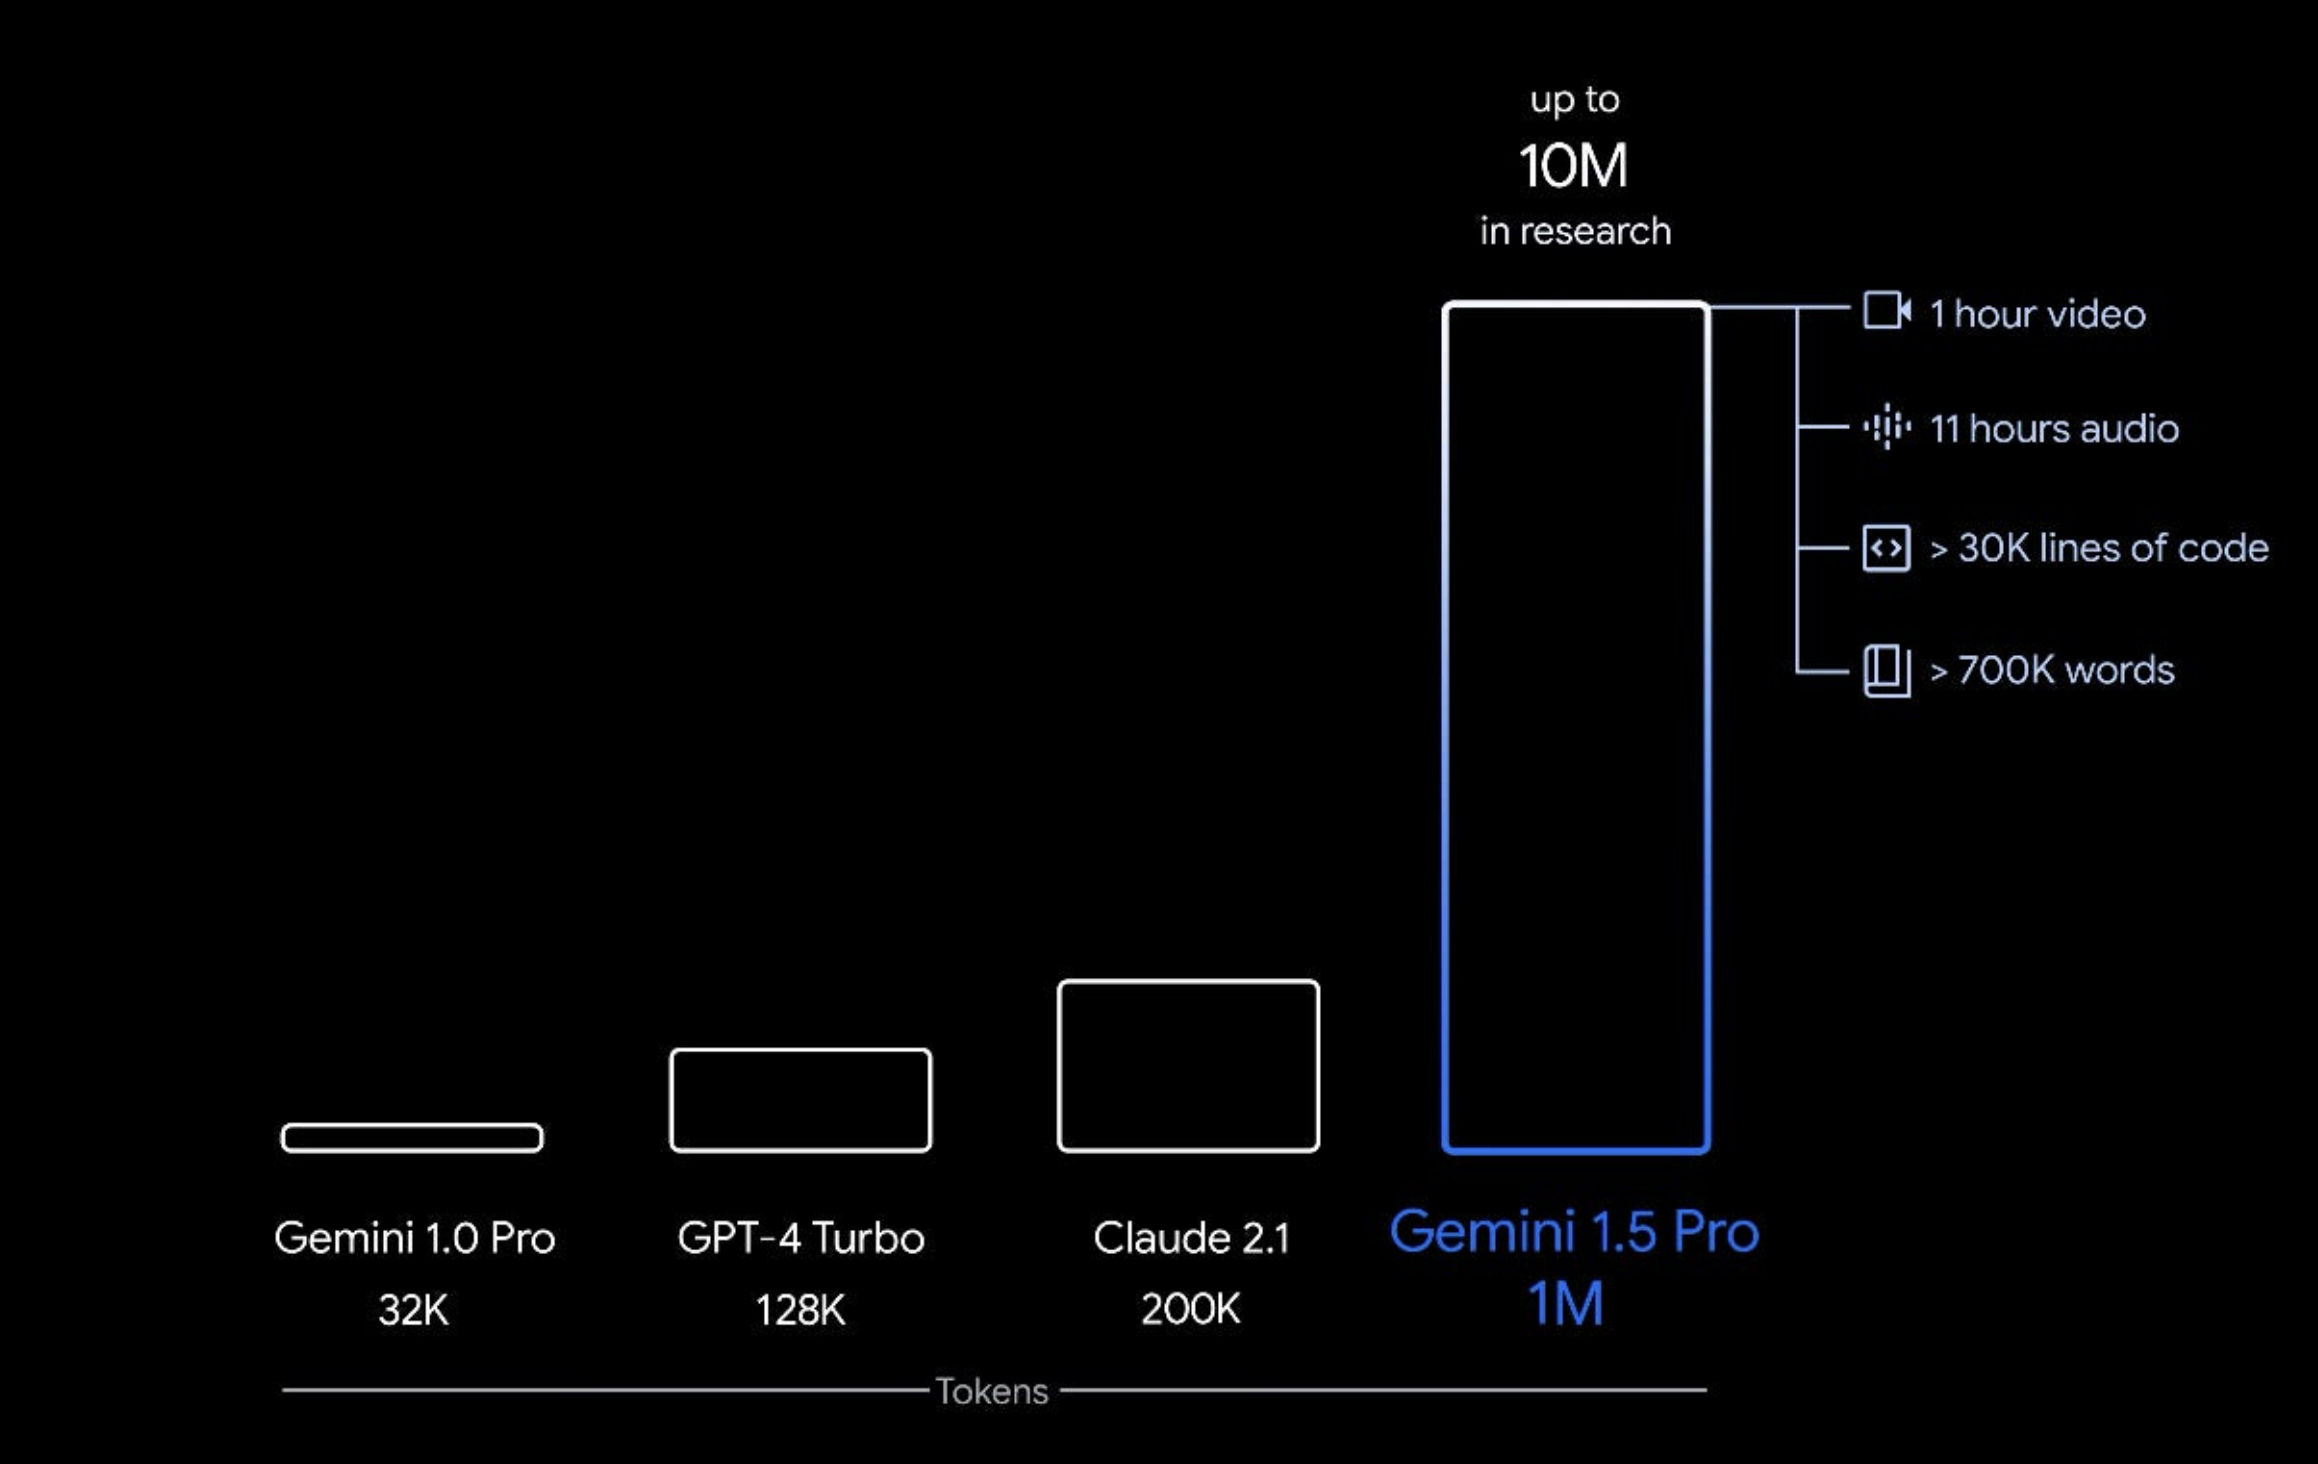 up to
10M
in research
1 hour video
11 hours audio
> 30K lines of code
> 700K words
Gemini 1.0 Pro
32K
GPT-4 Turbo
128K
Claude 2.1
200K
Gemini 1.5 Pro
1M
Tokens